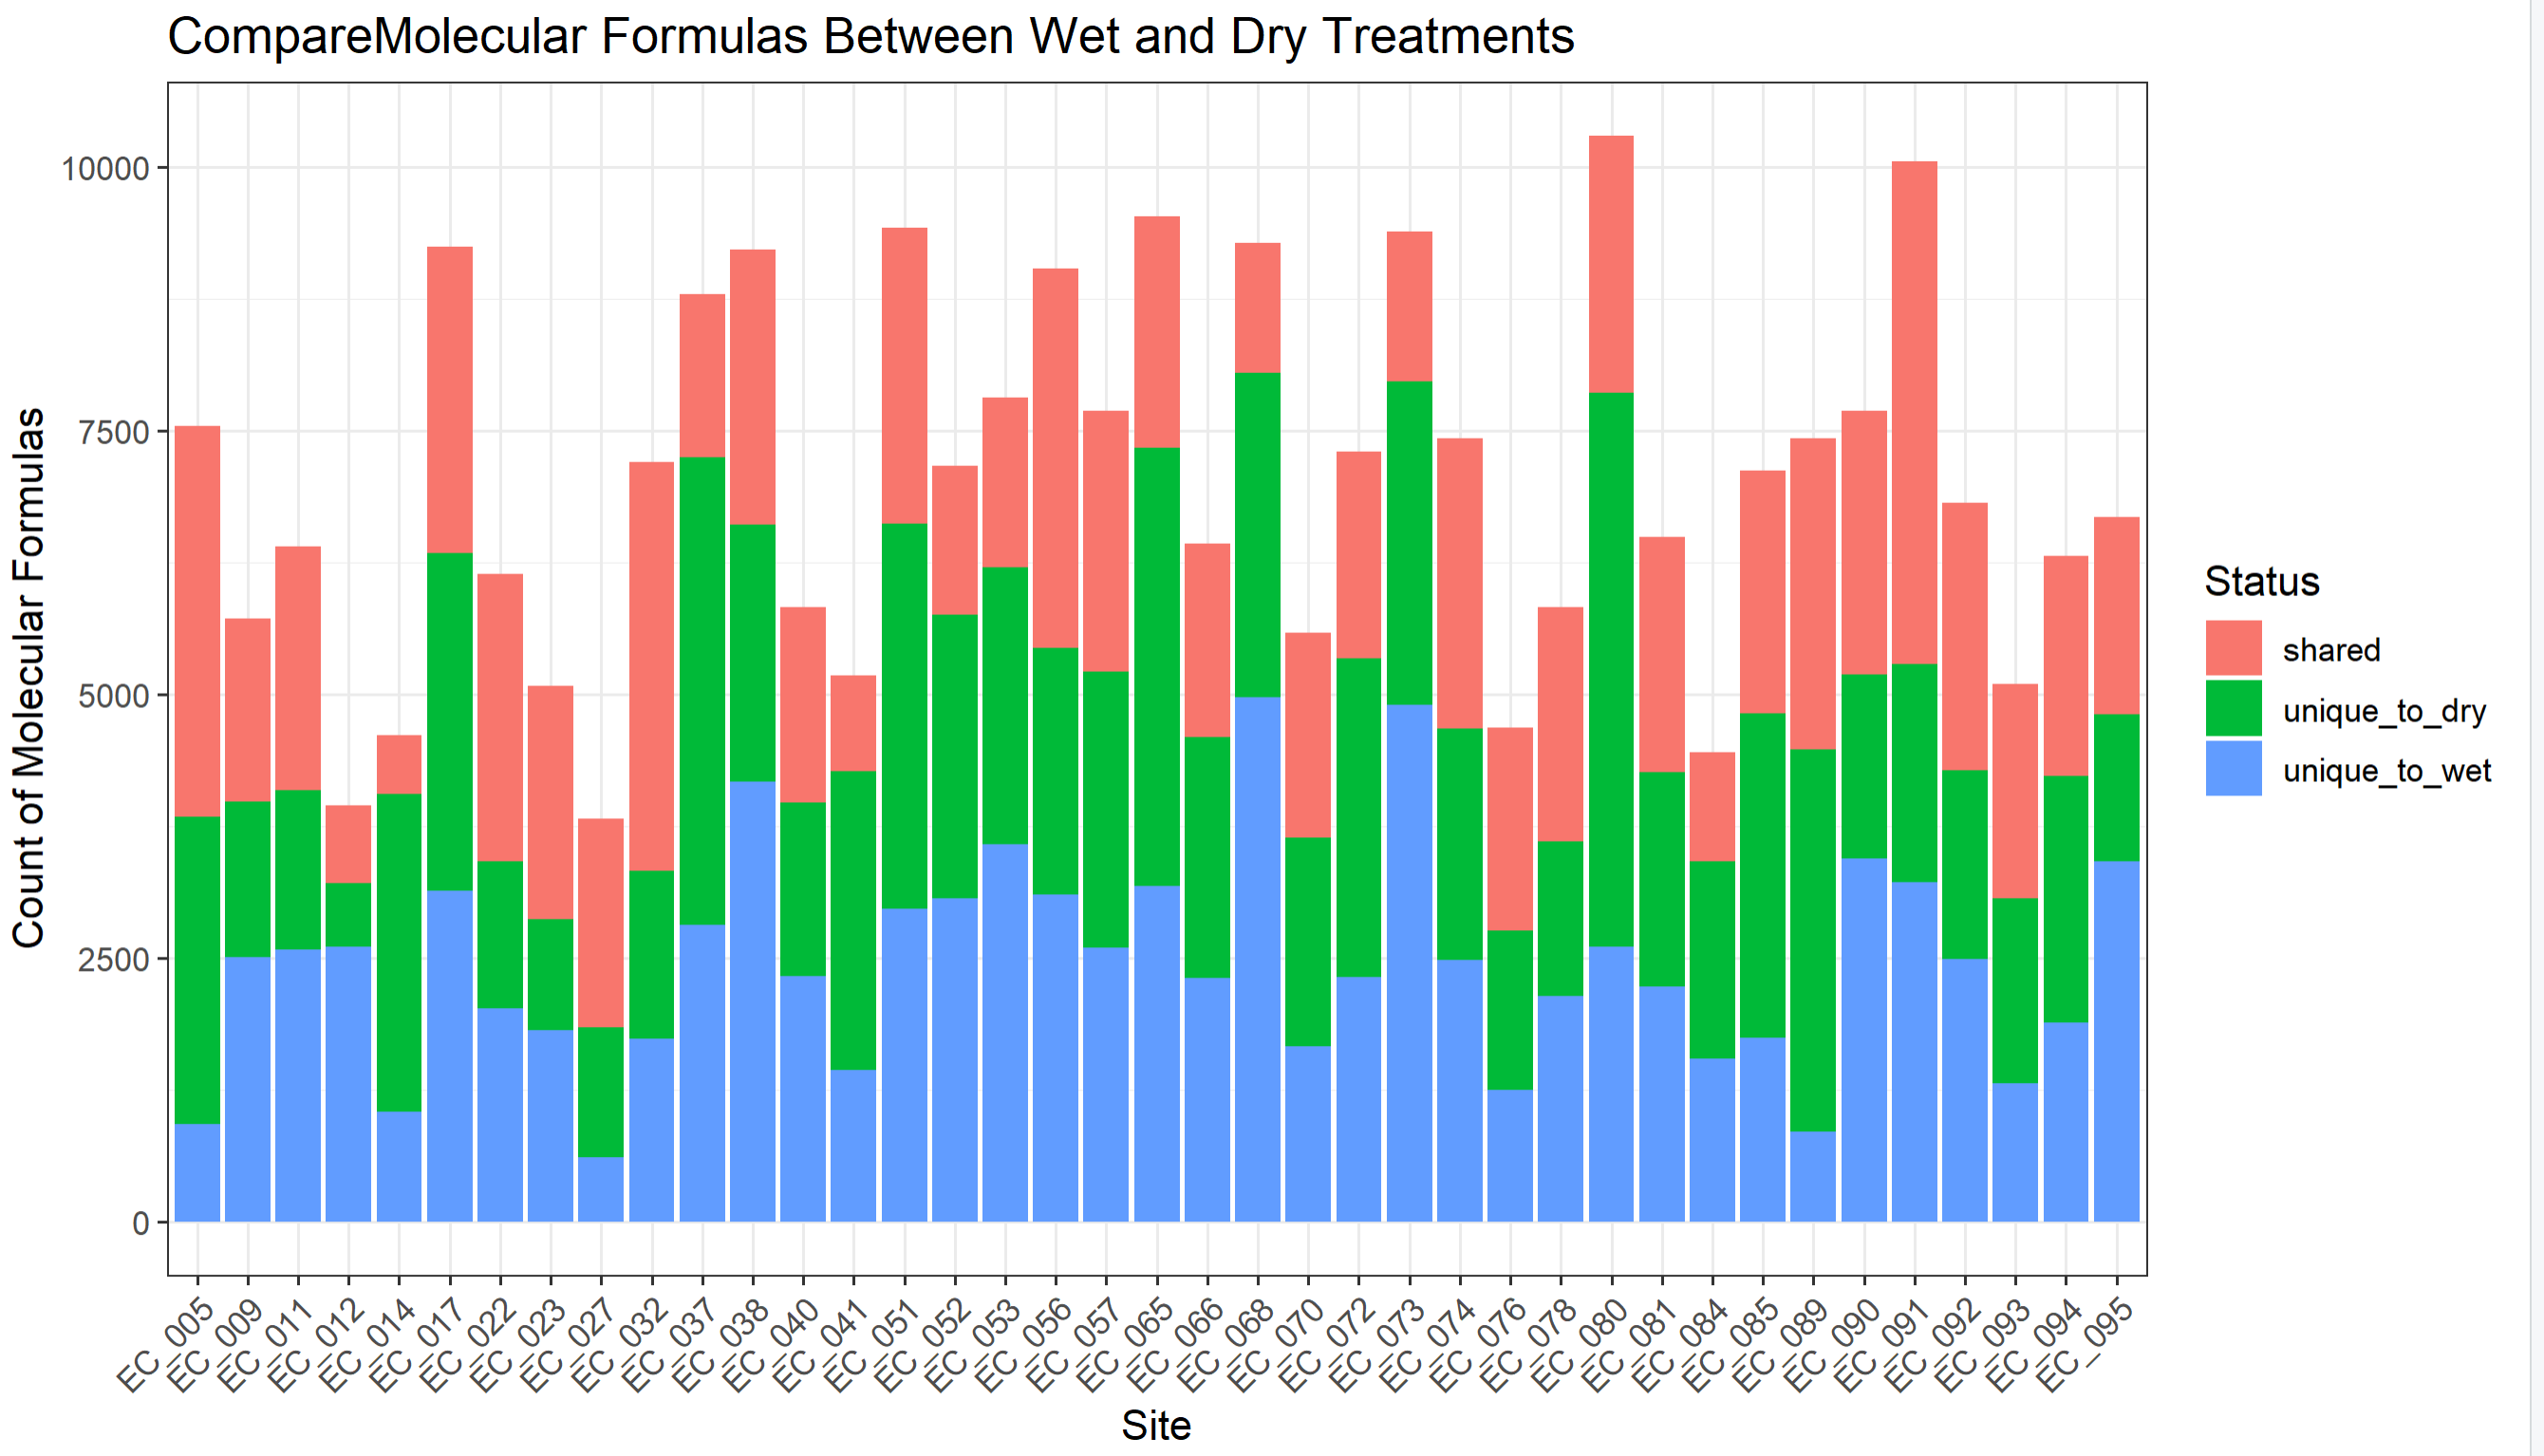 CompareMolecular Formulas Between Wet and Dry Treatments
Count of Molecular Formulas
10000
7500
5000
2500
0
EC_005
EC_009
EC_011
EC_012
EC_014
EC_017
EC_022
EC_023
EC_027
EC_032
EC_037
EC_038
EC_040
EC_041
EC_051
EC_052
EC_053
EC_056
EC_057
EC_065
EC_066
EC_068
EC_070
EC_072
EC_073
EC_074
EC_076
EC_078
EC_080
EC_081
EC_084
EC_085
EC_089
EC_090
EC_091
EC_092
EC_093
EC_094
EC_095
Site
Status
shared
unique_to_dry
unique_to_wet